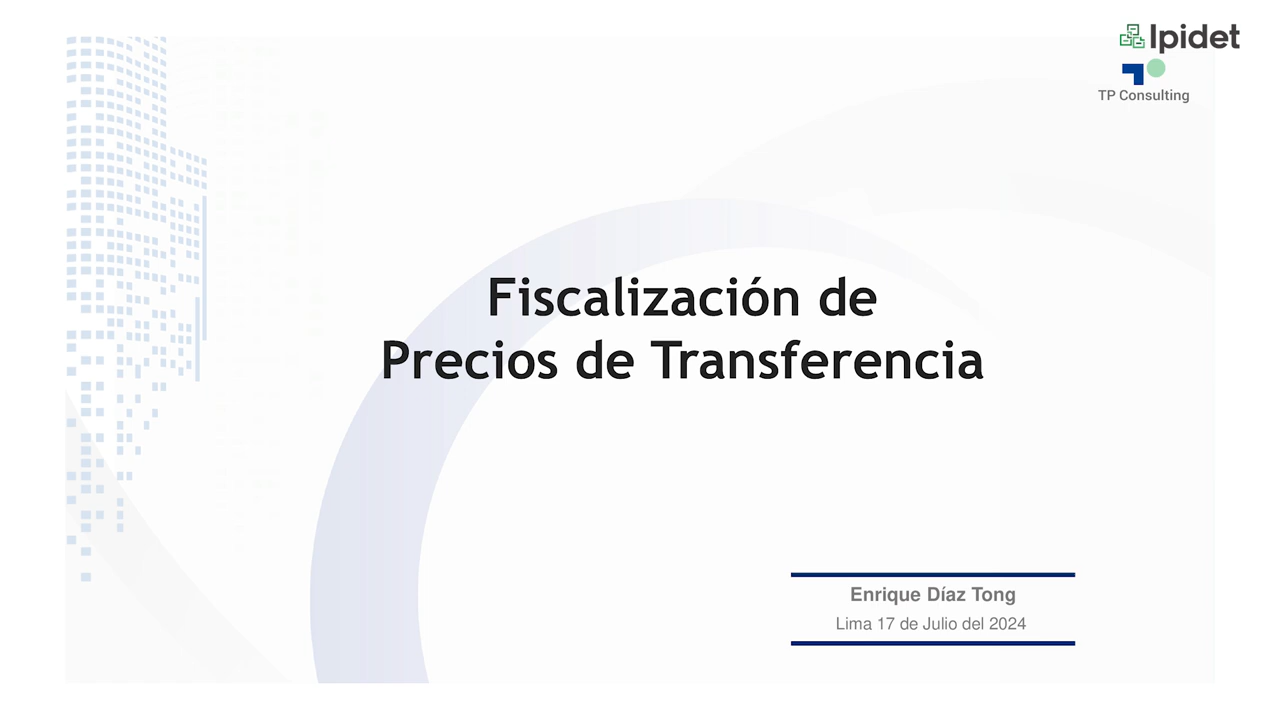 Ipidet
TP Consulting
Fiscalización de
Precios de Transferencia
Enrique Díaz Tong
Lima 17 de Julio del 2024